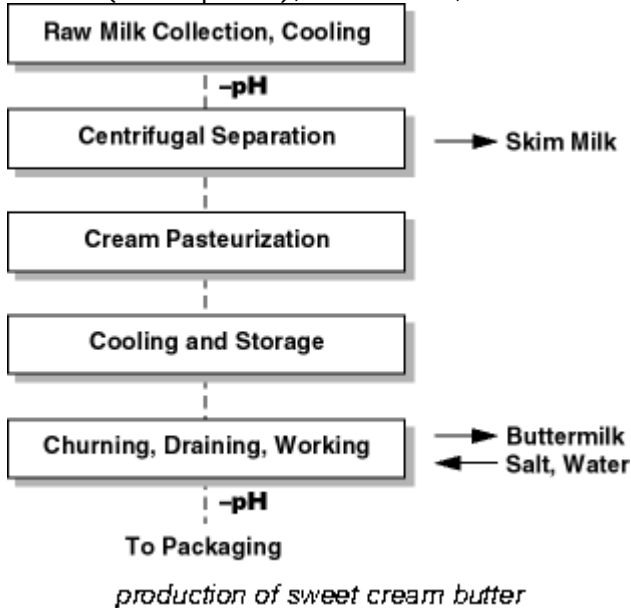 Raw Milk Collection, Cooling
–pH
Centrifugal Separation
Skim Milk
Cream Pasteurization
Cooling and Storage
Churning, Draining, Working
Buttermilk
Salt, Water
–pH
To Packaging
production of sweet cream butter